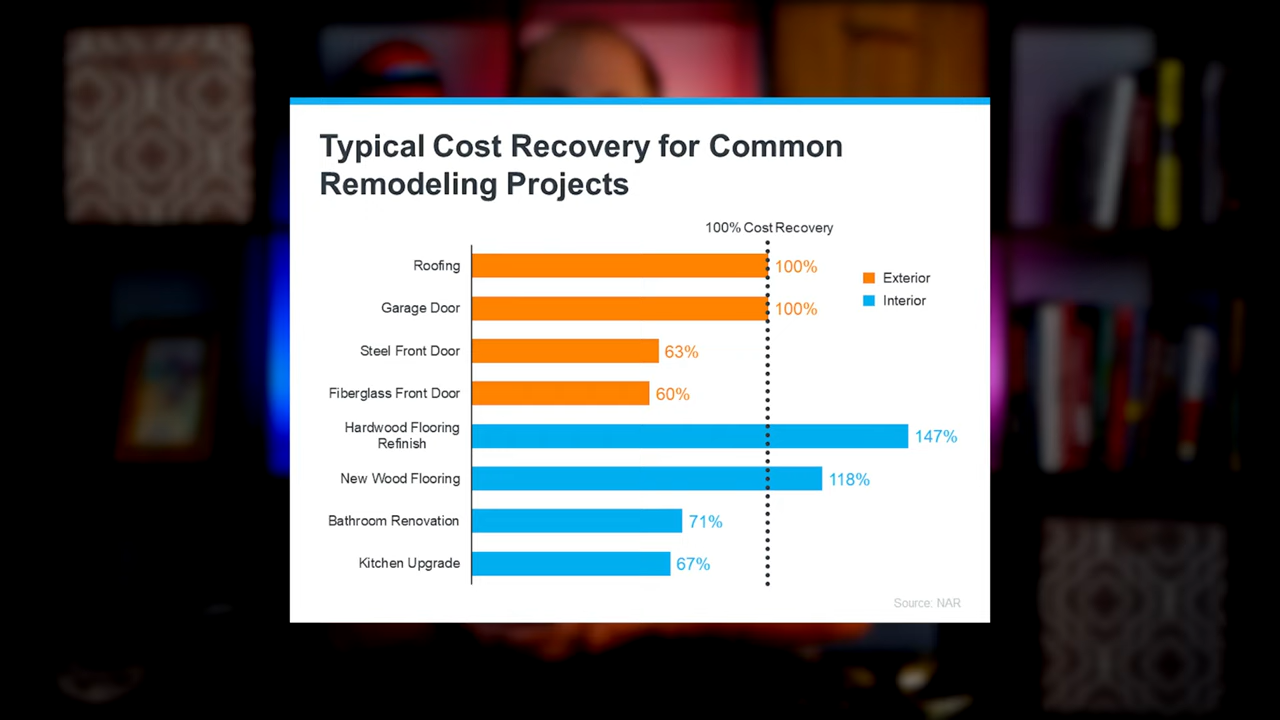 Typical Cost Recovery for Common
Remodeling Projects
100% Cost Recovery
Roofing 100%
Garage Door 100%
Steel Front Door 63%
Fiberglass Front Door 60%
Hardwood Flooring
Refinish 147%
New Wood Flooring 118%
Bathroom Renovation 71%
Kitchen Upgrade 67%
Exterior
Interior
Source: NAR